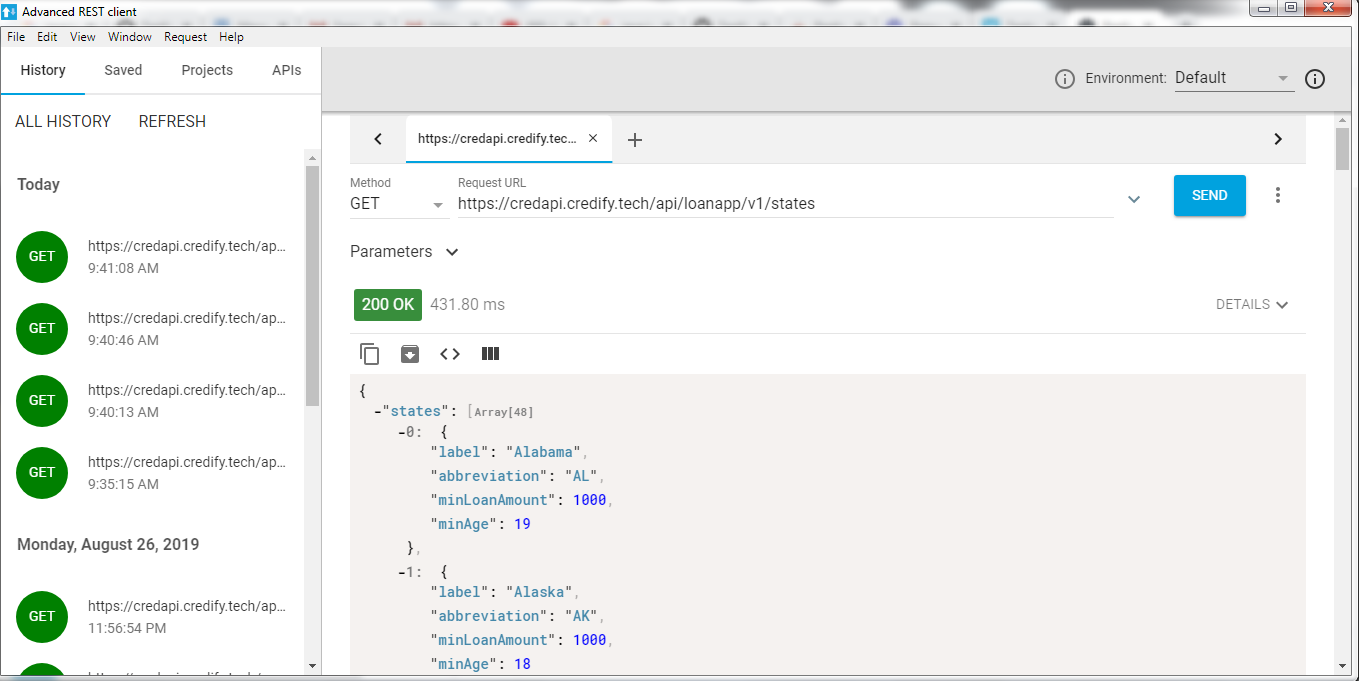 Advanced REST client
File Edit View Window Request Help
History Saved Projects APIs
ALL HISTORY REFRESH
Today
GET https://credapi.credify.tech/ap...
9:41:08 AM
GET https://credapi.credify.tech/ap...
9:40:46 AM
GET https://credapi.credify.tech/ap...
9:40:13 AM
GET https://credapi.credify.tech/ap...
9:35:15 AM
Monday, August 26, 2019
GET https://credapi.credify.tech/ap...
11:56:54 PM
Environment: Default
https://credapi.credify.tec... ×
Method
GET
Request URL
https://credapi.credify.tech/api/loanapp/v1/states
SEND
Parameters
200 OK 431.80 ms
DETAILS
{
-"states": [Array[48]
-0: {
"label": "Alabama",
"abbreviation": "AL",
"minLoanAmount": 1000,
"minAge": 19
},
-1: {
"label": "Alaska",
"abbreviation": "AK",
"minLoanAmount": 1000,
"minAge": 18